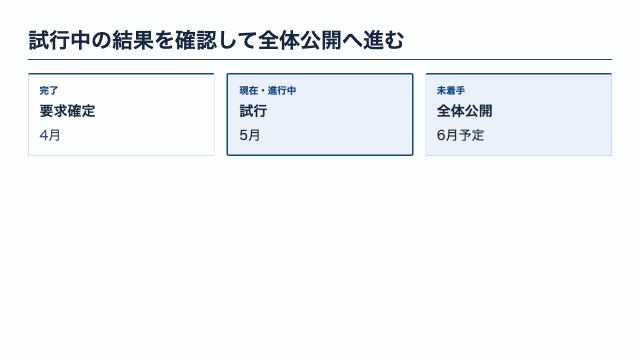 試行中の結果を確認して全体公開へ進む
完了
要求確定
4月
現在・進行中
試行
5月
未着手
全体公開
6月予定